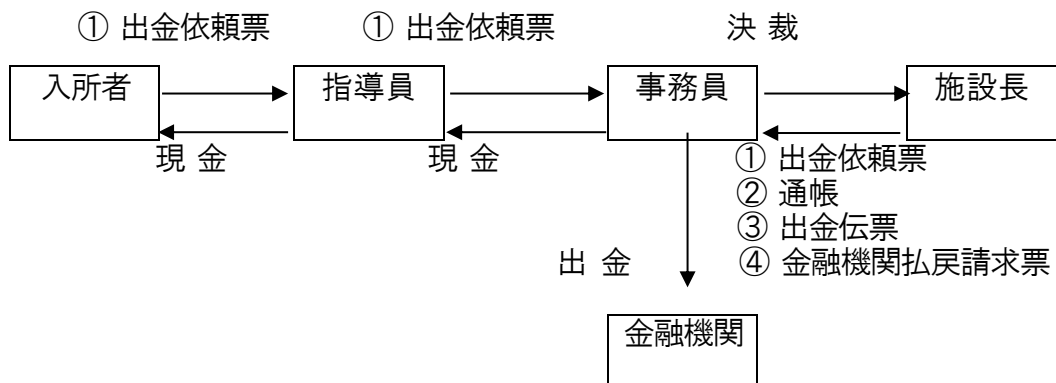 ① 出金依頼票 ① 出金依頼票 決 裁
入所者 指導員 事務員 施設長
現 金 現 金
① 出金依頼票
② 通帳
③ 出金伝票
出 金 ④ 金融機関払戻請求票
金融機関